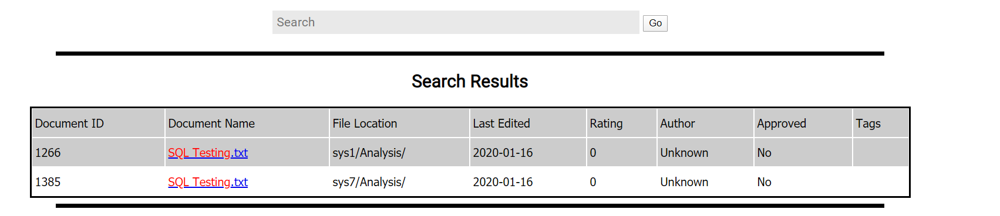 Search Go
Search Results
Document ID Document Name File Location Last Edited Rating Author Approved Tags
1266 SQL Testing.txt sys1/Analysis/ 2020-01-16 0 Unknown No
1385 SQL Testing.txt sys7/Analysis/ 2020-01-16 0 Unknown No